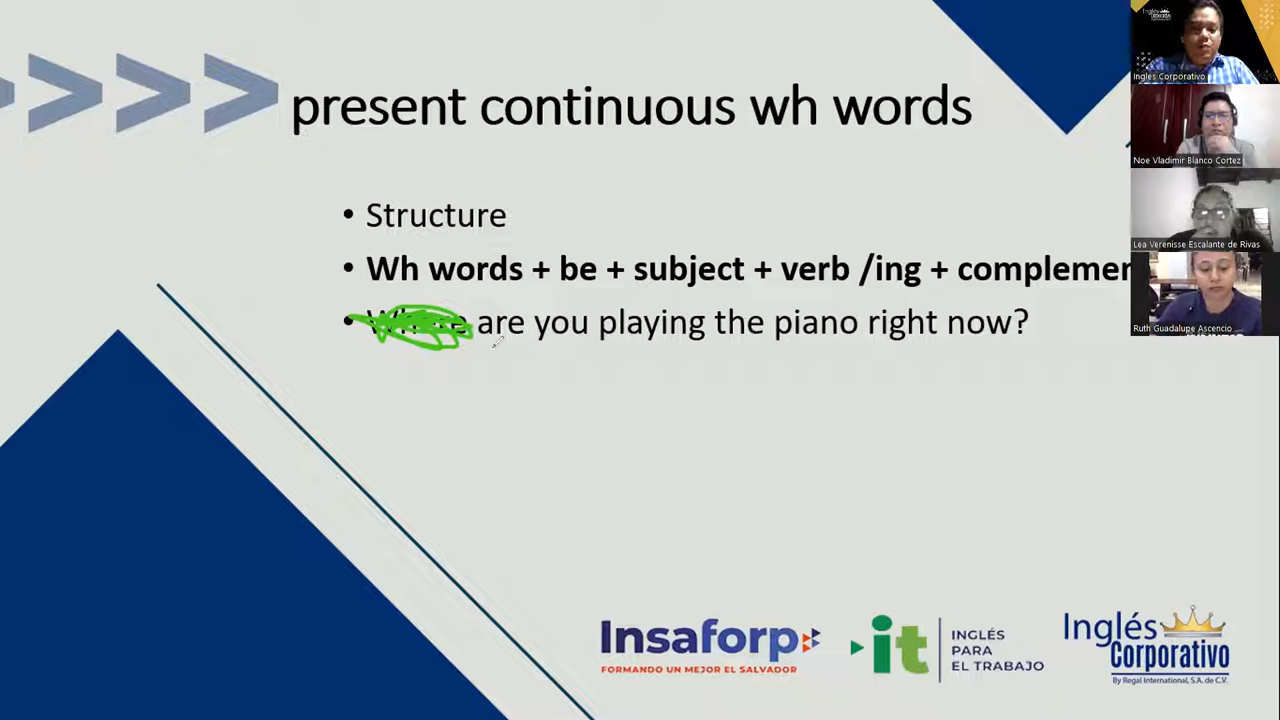 present continuous wh words
• Structure
• Wh words + be + subject + verb /ing + complemen
• Where are you playing the piano right now?
Inglés Corporativo
Noe Vladimir Blanco Cortez
Lea Verenisse Escalante de Rivas
Ruth Guadalupe Ascencio
Insaforp
FORMANDO UN MEJOR EL SALVADOR
it
INGLÉS
PARA
EL TRABAJO
Inglés
Corporativo
By Regal International, S.A. de C.V.